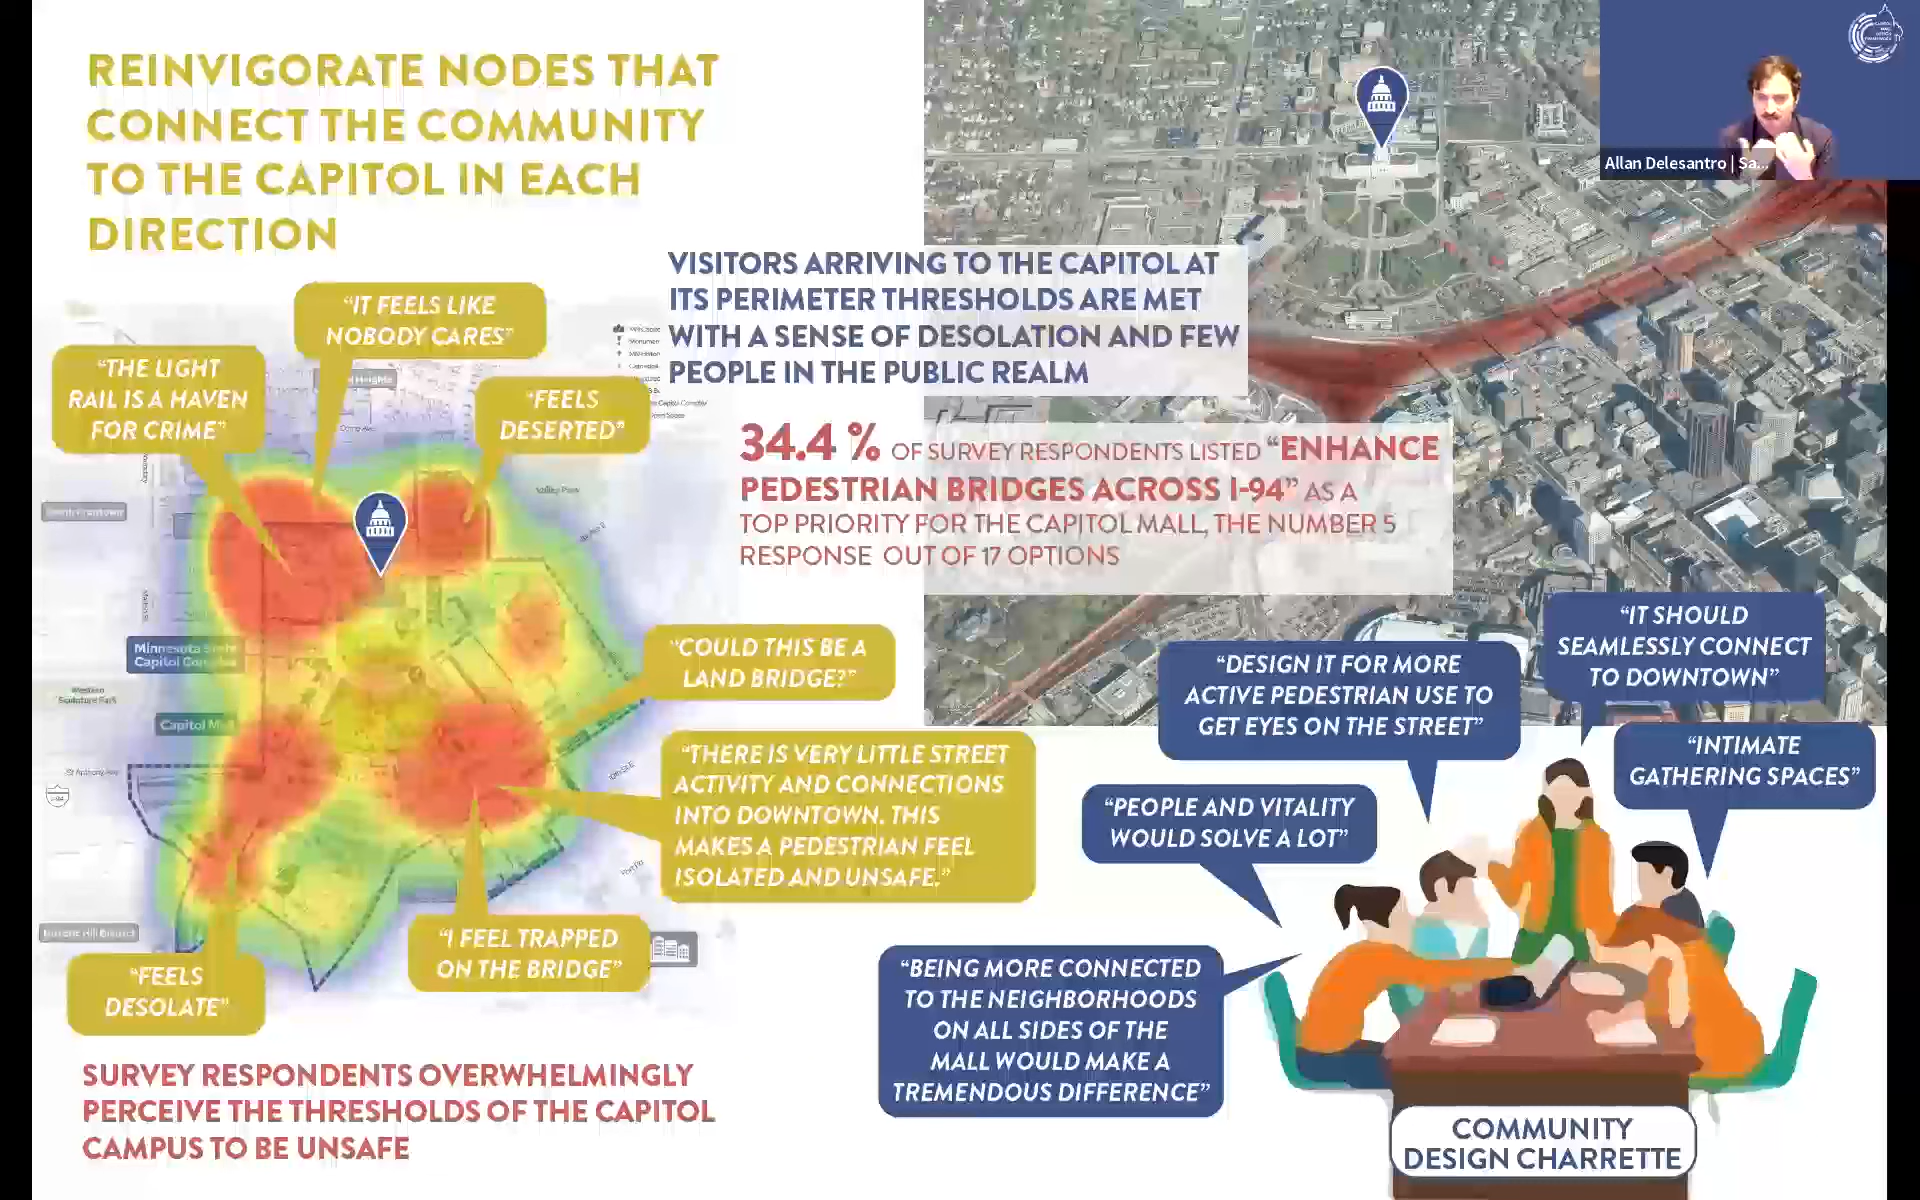 REINVIGORATE NODES THAT
CONNECT THE COMMUNITY
TO THE CAPITOL IN EACH
DIRECTION
Allan Delesantro | Sa...
VISITORS ARRIVING TO THE CAPITOL AT
ITS PERIMETER THRESHOLDS ARE MET
WITH A SENSE OF DESOLATION AND FEW
PEOPLE IN THE PUBLIC REALM
34.4 % OF SURVEY RESPONDENTS LISTED “ENHANCE
PEDESTRIAN BRIDGES ACROSS I-94” AS A
TOP PRIORITY FOR THE CAPITOL MALL, THE NUMBER 5
RESPONSE OUT OF 17 OPTIONS
“IT FEELS LIKE
NOBODY CARES”
“THE LIGHT
RAIL IS A HAVEN
FOR CRIME”
“FEELS
DESERTED”
Valley Park
Minnesota State
Capitol Complex
Western
Sculpture Park
Capitol Mall
St Anthony Ave
“COULD THIS BE A
LAND BRIDGE?”
“THERE IS VERY LITTLE STREET
ACTIVITY AND CONNECTIONS
INTO DOWNTOWN. THIS
MAKES A PEDESTRIAN FEEL
ISOLATED AND UNSAFE.”
“I FEEL TRAPPED
ON THE BRIDGE”
“FEELS
DESOLATE”
SURVEY RESPONDENTS OVERWHELMINGLY
PERCEIVE THE THRESHOLDS OF THE CAPITOL
CAMPUS TO BE UNSAFE
“IT SHOULD
SEAMLESSLY CONNECT
TO DOWNTOWN”
“DESIGN IT FOR MORE
ACTIVE PEDESTRIAN USE TO
GET EYES ON THE STREET”
“INTIMATE
GATHERING SPACES”
“PEOPLE AND VITALITY
WOULD SOLVE A LOT”
“BEING MORE CONNECTED
TO THE NEIGHBORHOODS
ON ALL SIDES OF THE
MALL WOULD MAKE A
TREMENDOUS DIFFERENCE”
COMMUNITY
DESIGN CHARRETTE